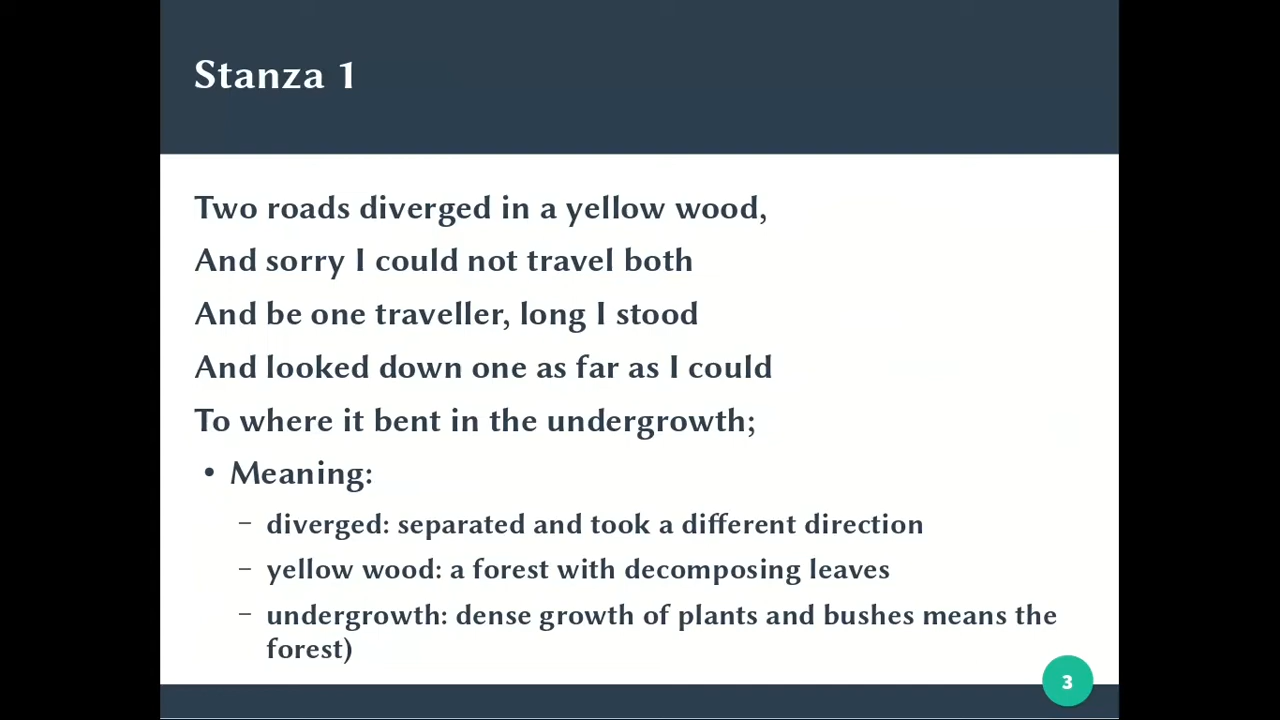 Stanza 1
Two roads diverged in a yellow wood,
And sorry I could not travel both
And be one traveller, long I stood
And looked down one as far as I could
To where it bent in the undergrowth;
• Meaning:
– diverged: separated and took a different direction
– yellow wood: a forest with decomposing leaves
– undergrowth: dense growth of plants and bushes means the
forest)
3